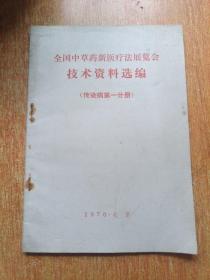 全国中草药新医疗法展览会
技术资料选编
（传染病第一分册）